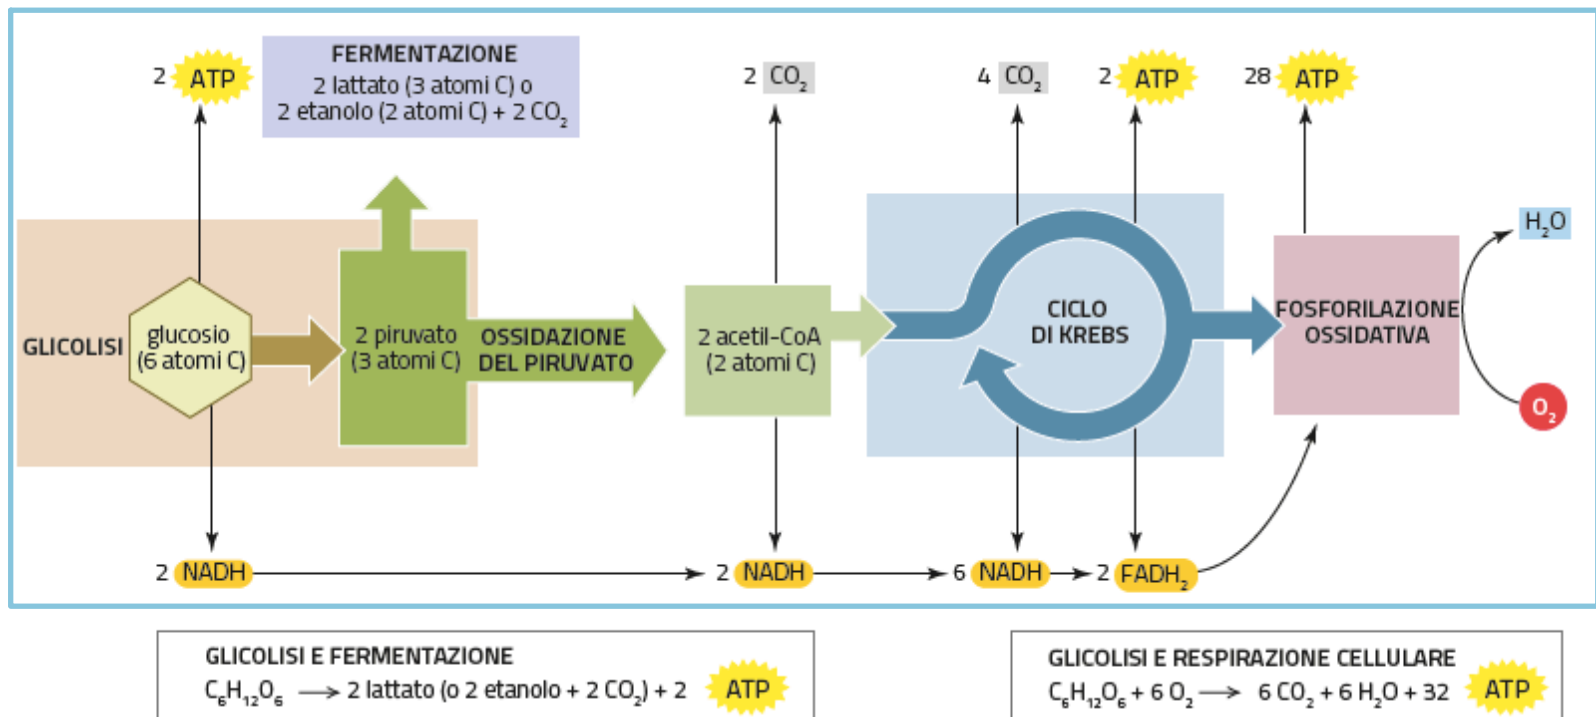 2 ATP
FERMENTAZIONE
2 lattato (3 atomi C) o
2 etanolo (2 atomi C) + 2 CO₂
2 CO₂
4 CO₂
2 ATP
28 ATP
H₂O
GLICOLISI
glucosio
(6 atomi C)
2 piruvato
(3 atomi C)
OSSIDAZIONE
DEL PIRUVATO
2 acetil-CoA
(2 atomi C)
CICLO
DI KREBS
FOSFORILAZIONE
OSSIDATIVA
O₂
2 NADH
2 NADH
6 NADH
2 FADH₂
GLICOLISI E FERMENTAZIONE
C₆H₁₂O₆ → 2 lattato (o 2 etanolo + 2 CO₂) + 2 ATP
GLICOLISI E RESPIRAZIONE CELLULARE
C₆H₁₂O₆ + 6 O₂ → 6 CO₂ + 6 H₂O + 32 ATP